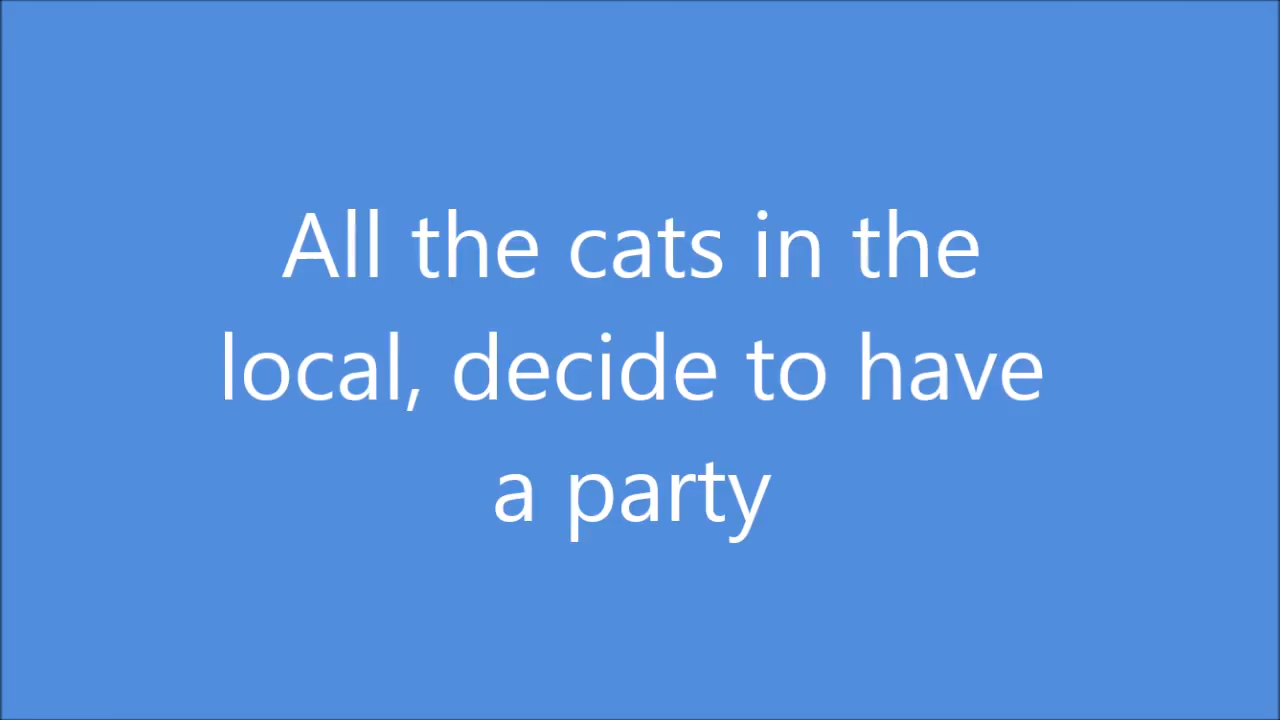 All the cats in the
local, decide to have
a party